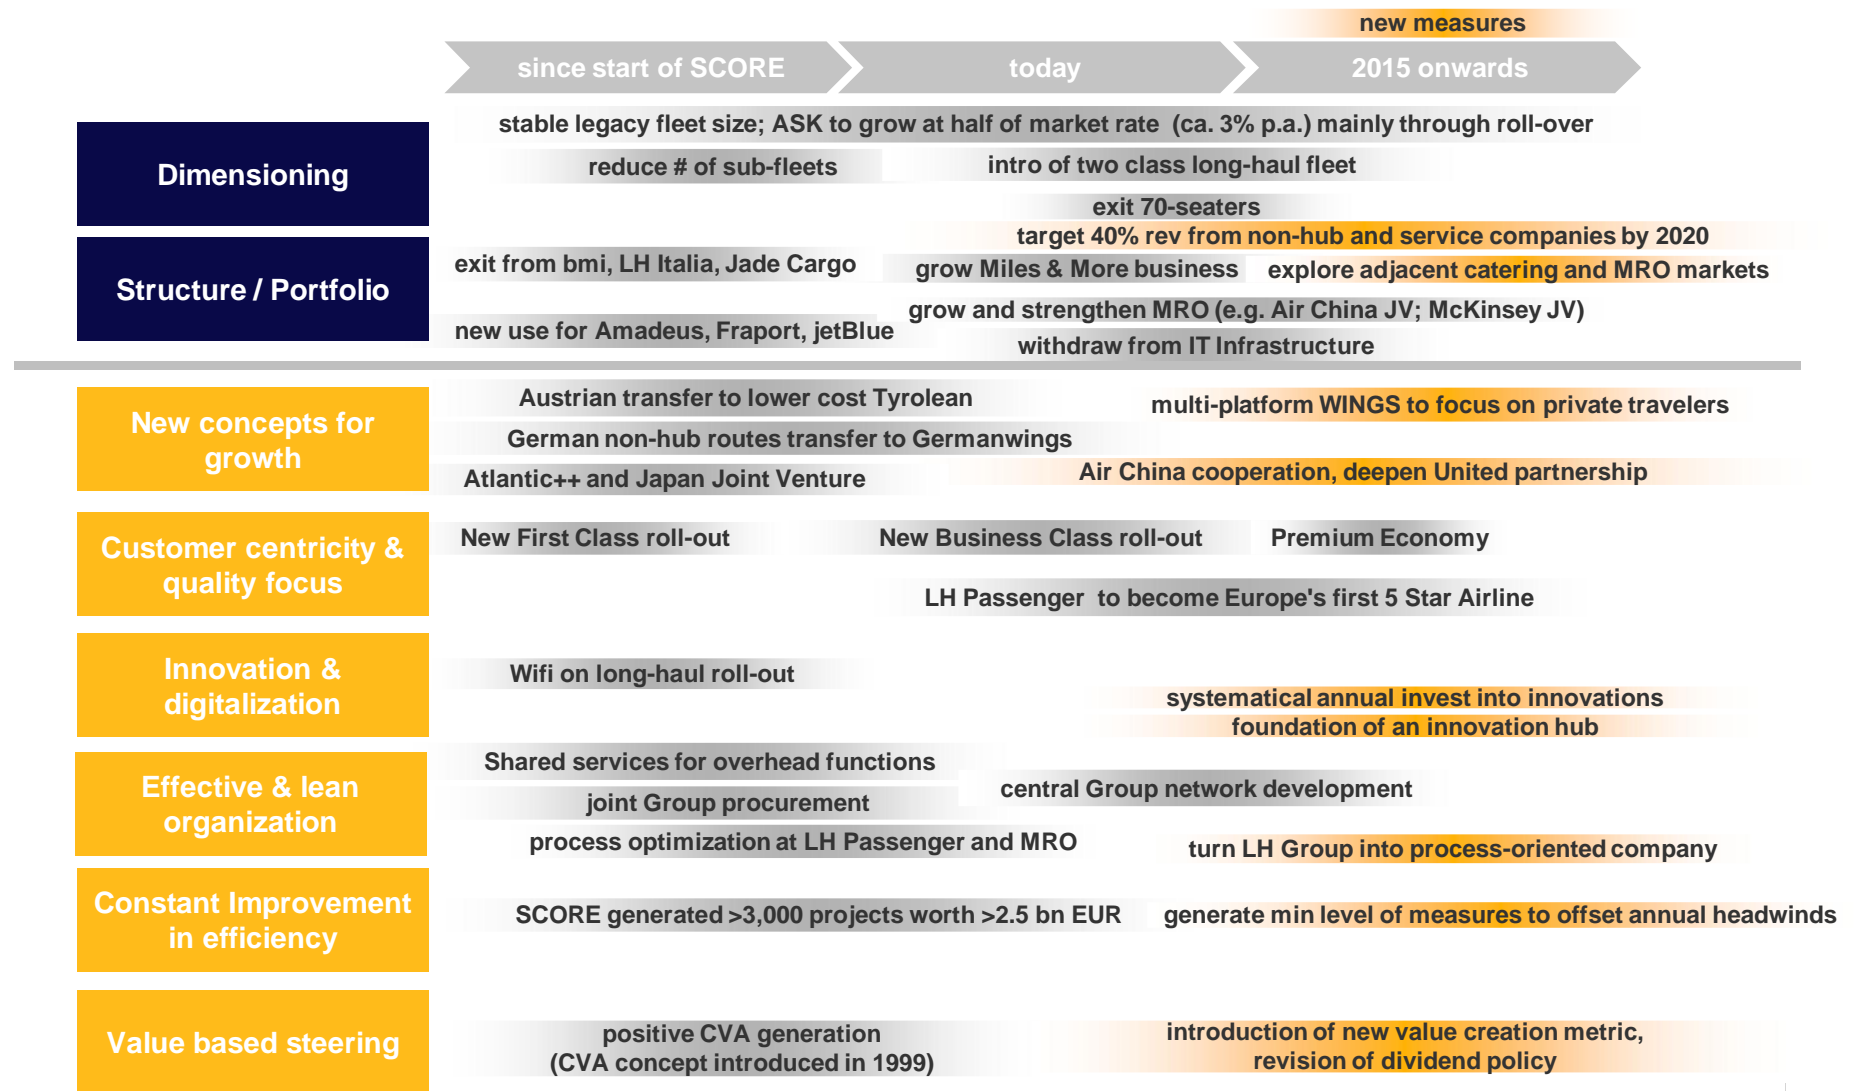 new measures
since start of SCORE
today
2015 onwards
Dimensioning
stable legacy fleet size; ASK to grow at half of market rate (ca. 3% p.a.) mainly through roll-over
reduce # of sub-fleets
intro of two class long-haul fleet
exit 70-seaters
Structure / Portfolio
target 40% rev from non-hub and service companies by 2020
exit from bmi, LH Italia, Jade Cargo
grow Miles & More business
explore adjacent catering and MRO markets
grow and strengthen MRO (e.g. Air China JV; McKinsey JV)
new use for Amadeus, Fraport, jetBlue
withdraw from IT Infrastructure
New concepts for
growth
Austrian transfer to lower cost Tyrolean
multi-platform WINGS to focus on private travelers
German non-hub routes transfer to Germanwings
Atlantic++ and Japan Joint Venture
Air China cooperation, deepen United partnership
Customer centricity &
quality focus
New First Class roll-out
New Business Class roll-out
Premium Economy
LH Passenger to become Europe's first 5 Star Airline
Innovation &
digitalization
Wifi on long-haul roll-out
systematical annual invest into innovations
foundation of an innovation hub
Effective & lean
organization
Shared services for overhead functions
joint Group procurement
central Group network development
process optimization at LH Passenger and MRO
turn LH Group into process-oriented company
Constant Improvement
in efficiency
SCORE generated >3,000 projects worth >2.5 bn EUR
generate min level of measures to offset annual headwinds
Value based steering
positive CVA generation
(CVA concept introduced in 1999)
introduction of new value creation metric,
revision of dividend policy